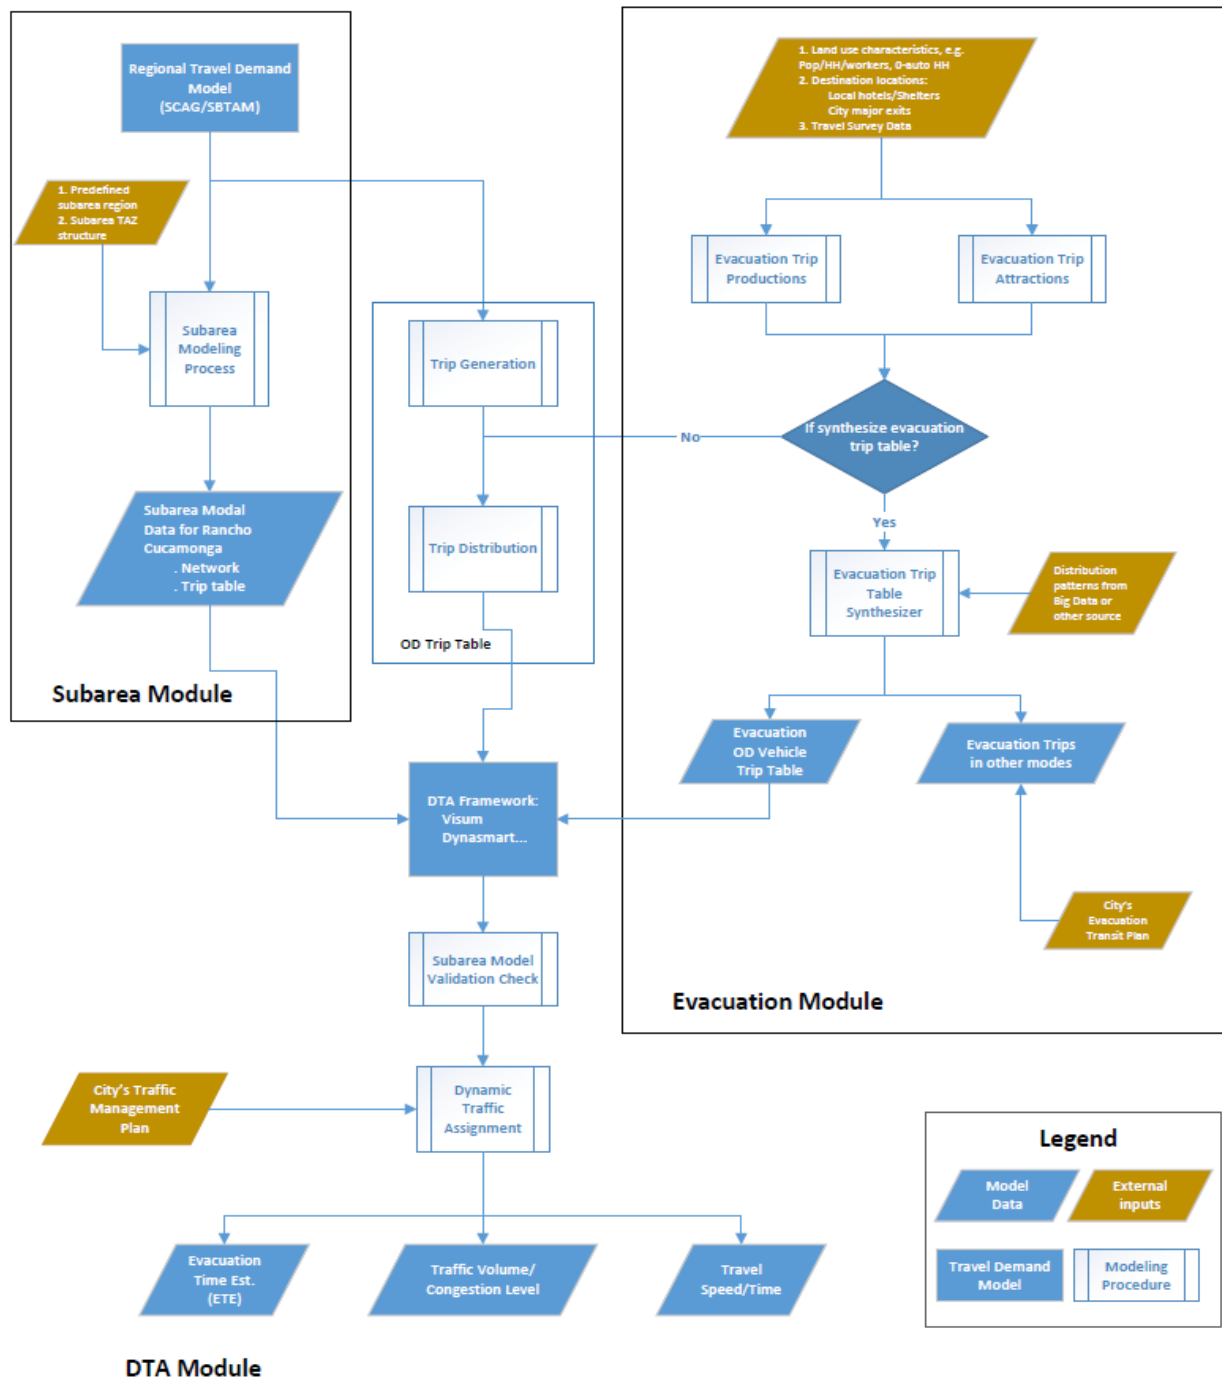 Regional Travel Demand
Model
(SCAG/SBTAM)
1. Predefined
subarea region
2. Subarea TAZ
structure
Subarea
Modeling
Process
Subarea Modal
Data for Rancho
Cucamonga
. Network
. Trip table
Subarea Module
Trip Generation
Trip Distribution
OD Trip Table
1. Land use characteristics, e.g.
Pop/HH/workers, 0-auto HH
2. Destination locations:
Local hotels/Shelters
City major exits
3. Travel Survey Data
Evacuation Trip
Productions
Evacuation Trip
Attractions
If synthesize evacuation
trip table?
No
Yes
Evacuation Trip
Table
Synthesizer
Distribution
patterns from
Big Data or
other source
Evacuation
OD Vehicle
Trip Table
Evacuation Trips
in other modes
City's
Evacuation
Transit Plan
Evacuation Module
DTA Framework:
Visum
Dynasmart...
Subarea Model
Validation Check
City's Traffic
Management
Plan
Dynamic
Traffic
Assignment
Evacuation
Time Est.
(ETE)
Traffic Volume/
Congestion Level
Travel
Speed/Time
DTA Module
Legend
Model
Data
External
inputs
Travel Demand
Model
Modeling
Procedure